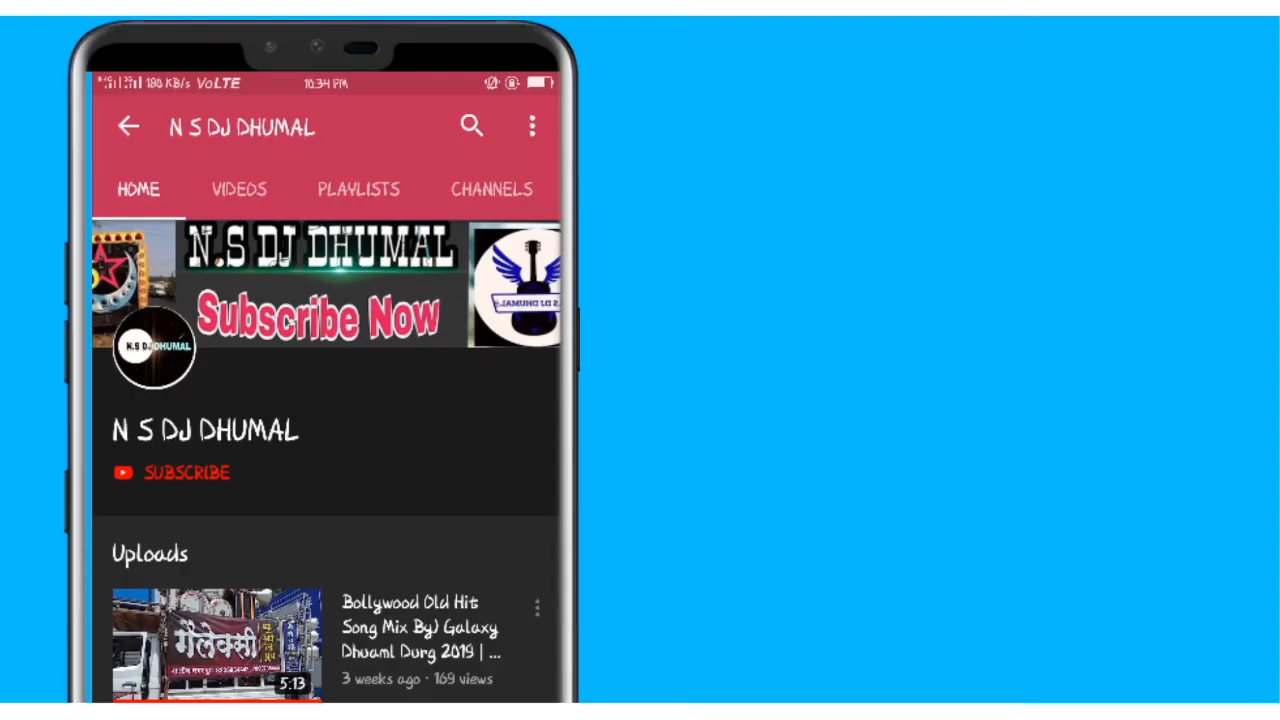 180 KB/s VoLTE 10.34 PM
N S DJ DHUMAL
HOME VIDEOS PLAYLISTS CHANNELS
N.S DJ DHUMAL
Subscribe Now
N.S DJ DHUMAL
N S DJ DHUMAL
SUBSCRIBE
Uploads
गैलेक्सी
5:13
Bollywood Old Hit
Song Mix By) Galaxy
Dhuaml Durg 2019 | ...
3 weeks ago · 169 views